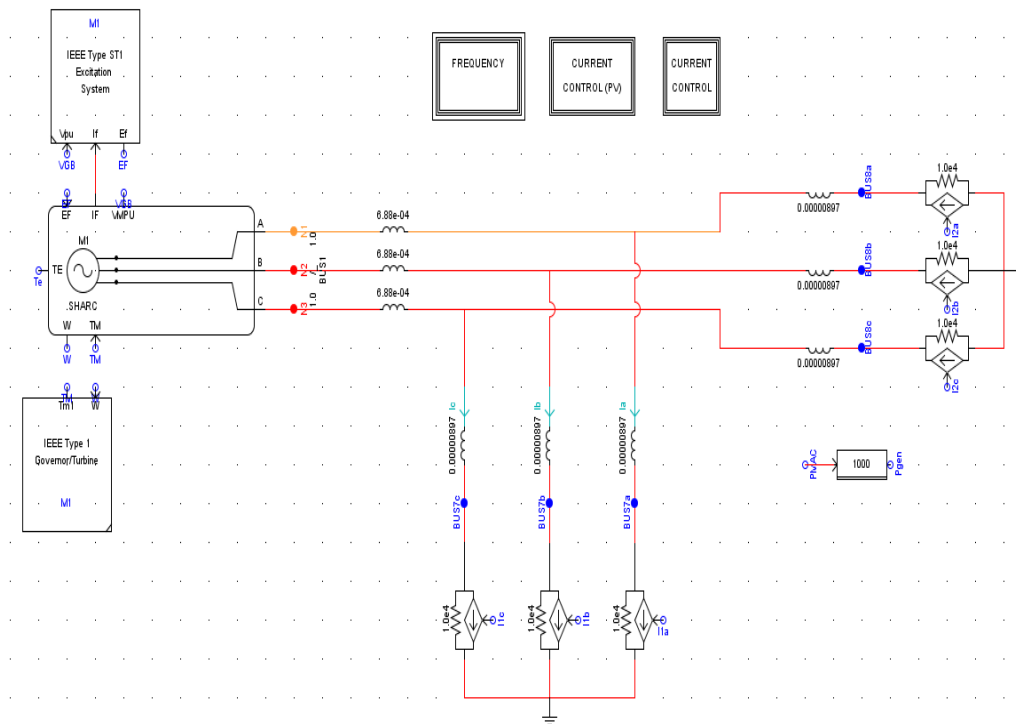 M1
IEEE Type ST1
Excitation
System
Vpu
If
Ef
VGB
EF
FREQUENCY
CURRENT
CONTROL (PV)
CURRENT
CONTROL
VGB
EF
IF
VMPU
M1
TE
Te
.SHARC
A
B
C
W
TM
N1
1.0
N2
BUS1
N3
1.0
6.88e-04
6.88e-04
6.88e-04
0.00000897
BUS8a
1.0e4
I2a
0.00000897
BUS8b
1.0e4
I2b
0.00000897
BUS8c
1.0e4
I2c
W
TM
Tm1
W
IEEE Type 1
Governor/Turbine
M1
Ic
Ib
Ia
0.00000897
0.00000897
0.00000897
BUS7c
BUS7b
BUS7a
PMAC
1000
Pgen
1.0e4
I1c
1.0e4
I1b
1.0e4
I1a